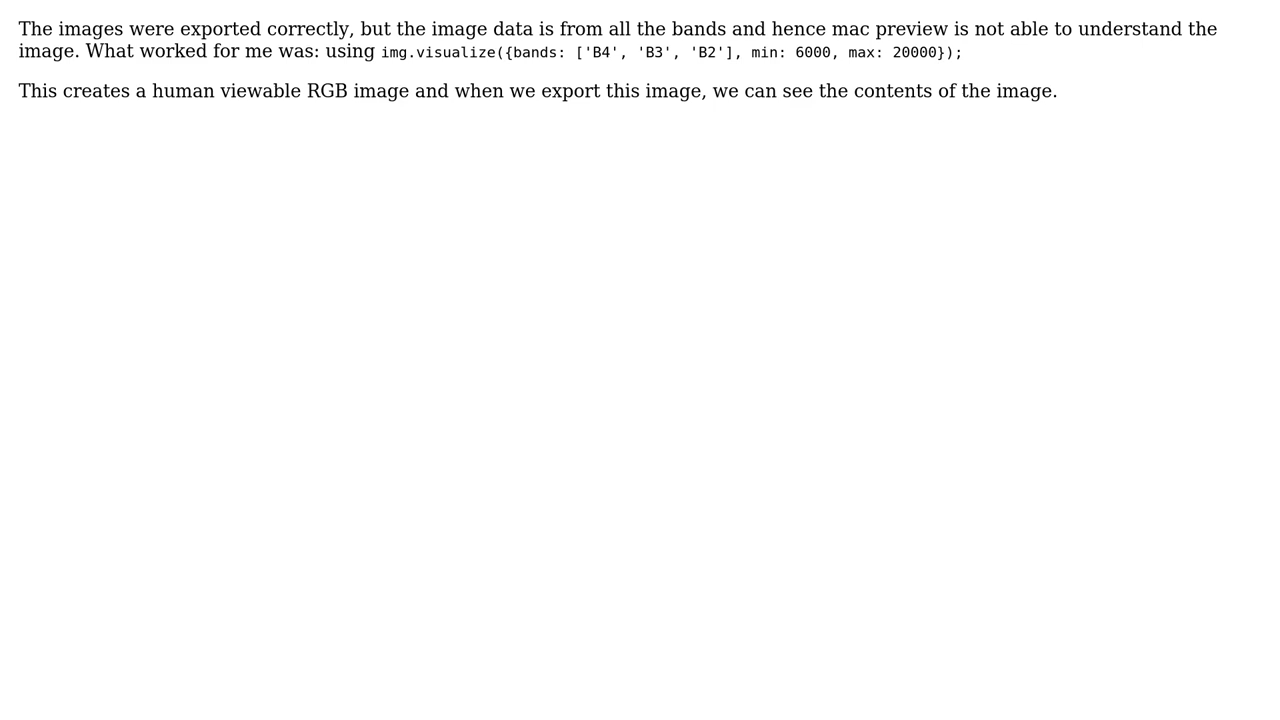 The images were exported correctly, but the image data is from all the bands and hence mac preview is not able to understand the
image. What worked for me was: using img.visualize({bands: ['B4', 'B3', 'B2'], min: 6000, max: 20000});
This creates a human viewable RGB image and when we export this image, we can see the contents of the image.